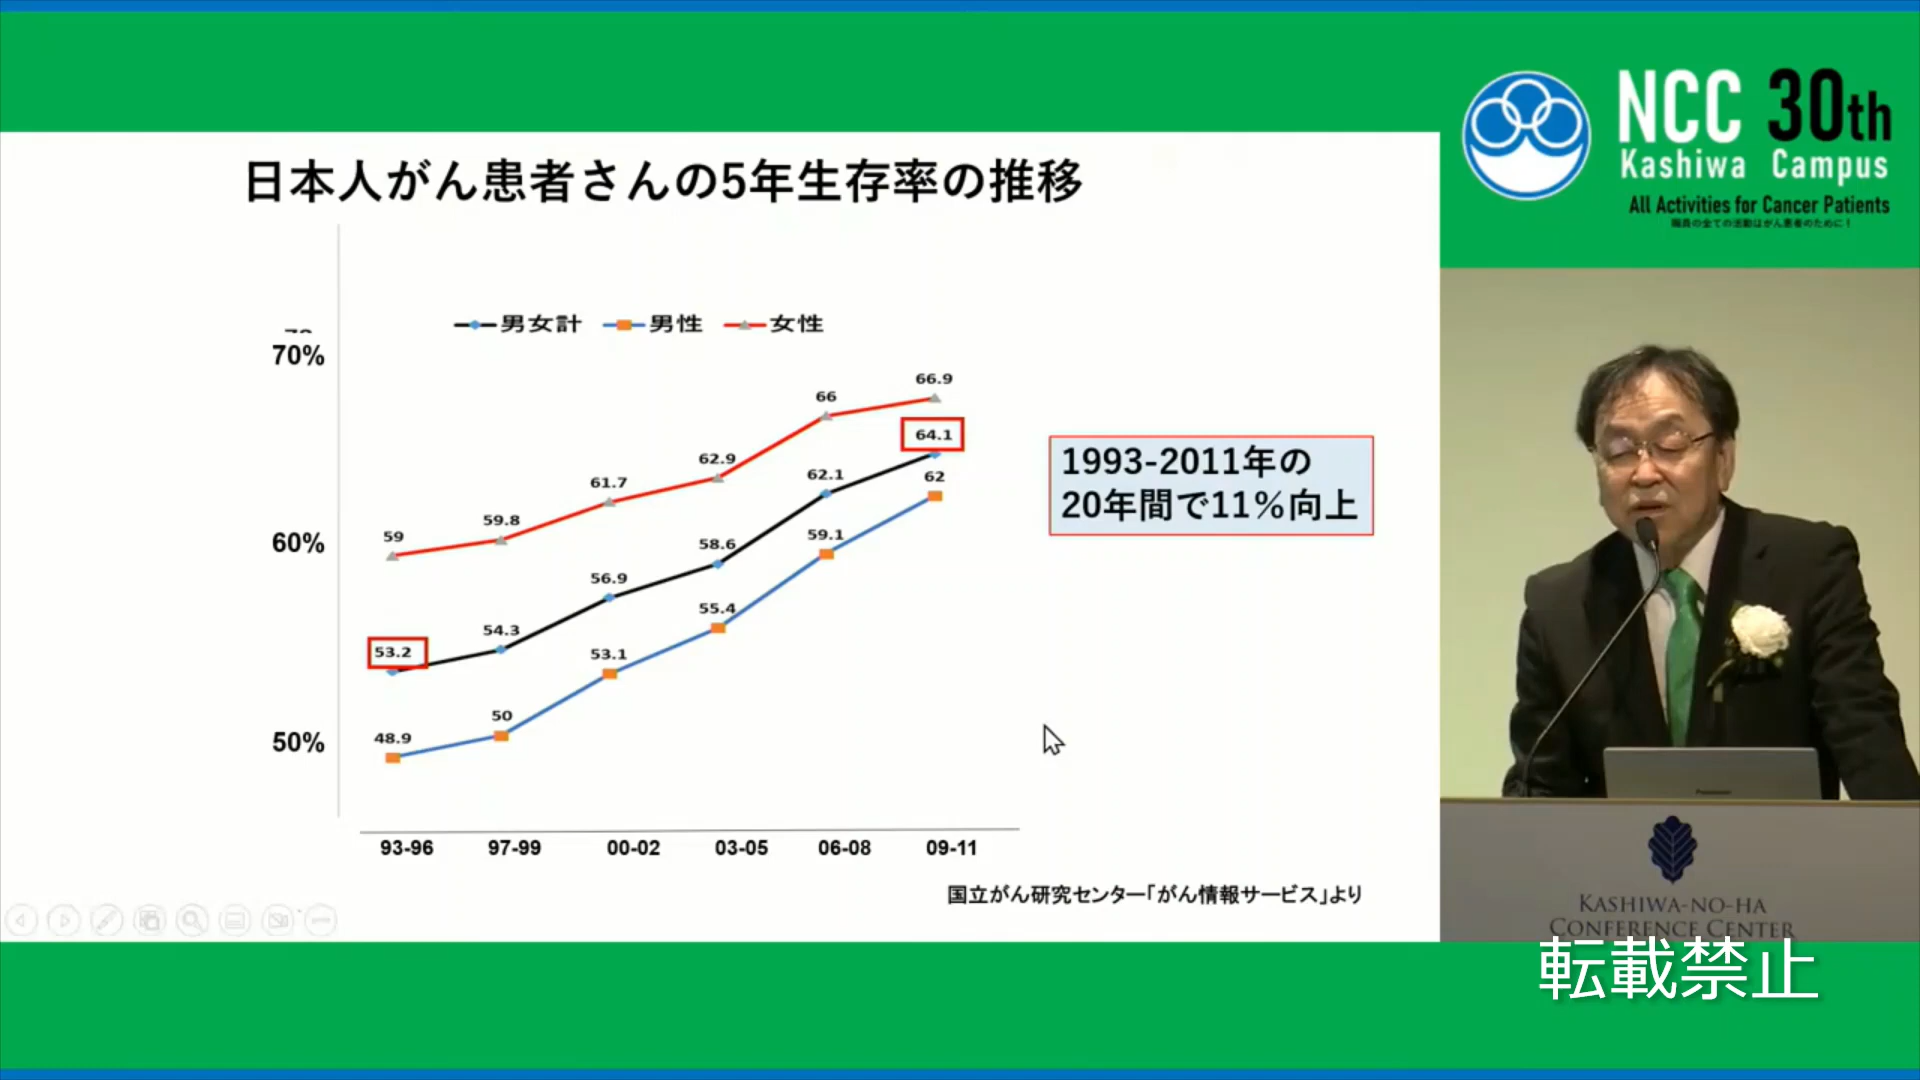 日本人がん患者さんの5年生存率の推移
男女計 男性 女性
70%
60%
50%
59 59.8 61.7 62.9 66 66.9
53.2 54.3 56.9 58.6 62.1 64.1
48.9 50 53.1 55.4 59.1 62
93-96 97-99 00-02 03-05 06-08 09-11
1993-2011年の
20年間で11%向上
国立がん研究センター「がん情報サービス」より
NCC 30th
Kashiwa Campus
All Activities for Cancer Patients
職員の全ての活動はがん患者のために!
KASHIWA-NO-HA
CONFERENCE CENTER
転載禁止